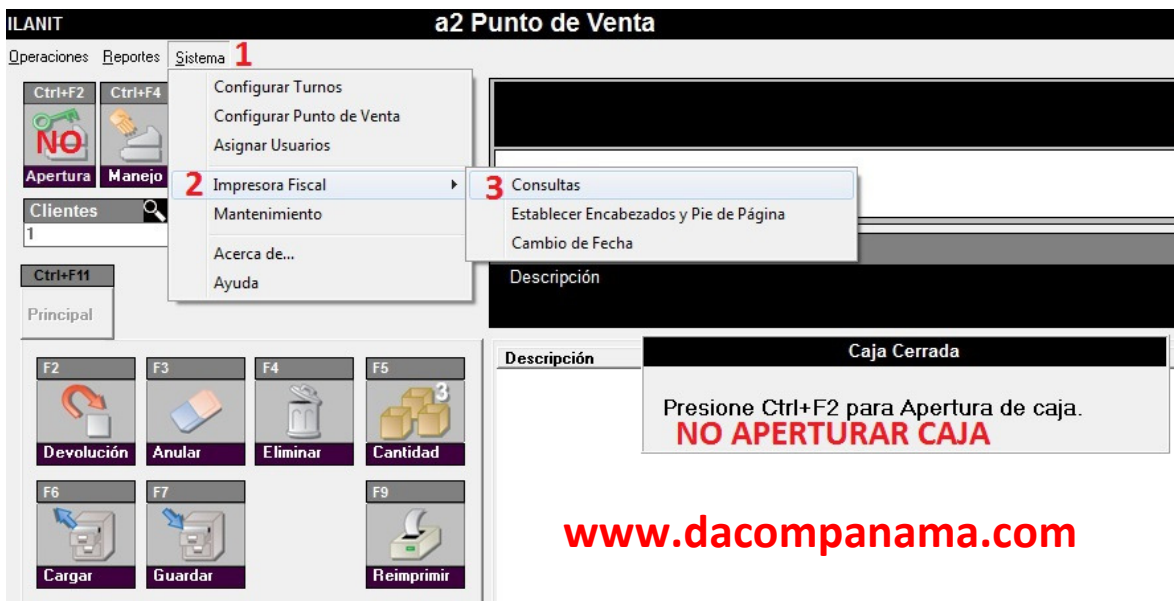 ILANIT
a2 Punto de Venta
Operaciones Reportes Sistema 1
Ctrl+F2 Ctrl+F4
NO
Apertura Manejo
Configurar Turnos
Configurar Punto de Venta
Asignar Usuarios
2 Impresora Fiscal
Mantenimiento
Acerca de...
Ayuda
3 Consultas
Establecer Encabezados y Pie de Página
Cambio de Fecha
Clientes
1
Ctrl+F11
Principal
Descripción
F2 F3 F4 F5
3
Devolución Anular Eliminar Cantidad
F6 F7 F9
Cargar Guardar Reimprimir
Descripción
Caja Cerrada
Presione Ctrl+F2 para Apertura de caja.
NO APERTURAR CAJA
www.dacompanama.com